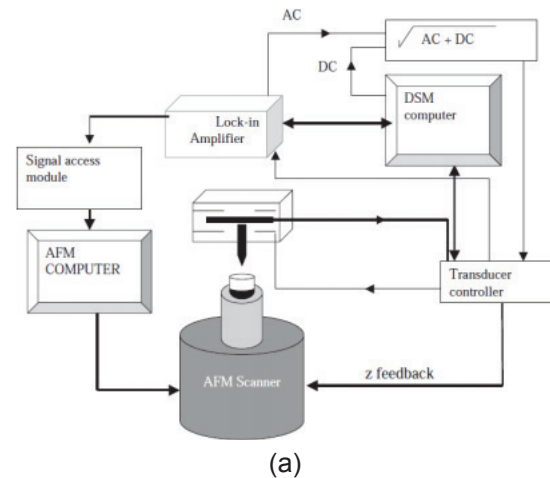 AC
√ AC + DC
DC
Lock-in
Amplifier
DSM
computer
Signal access
module
AFM
COMPUTER
Transducer
controller
AFM Scanner
z feedback
(a)